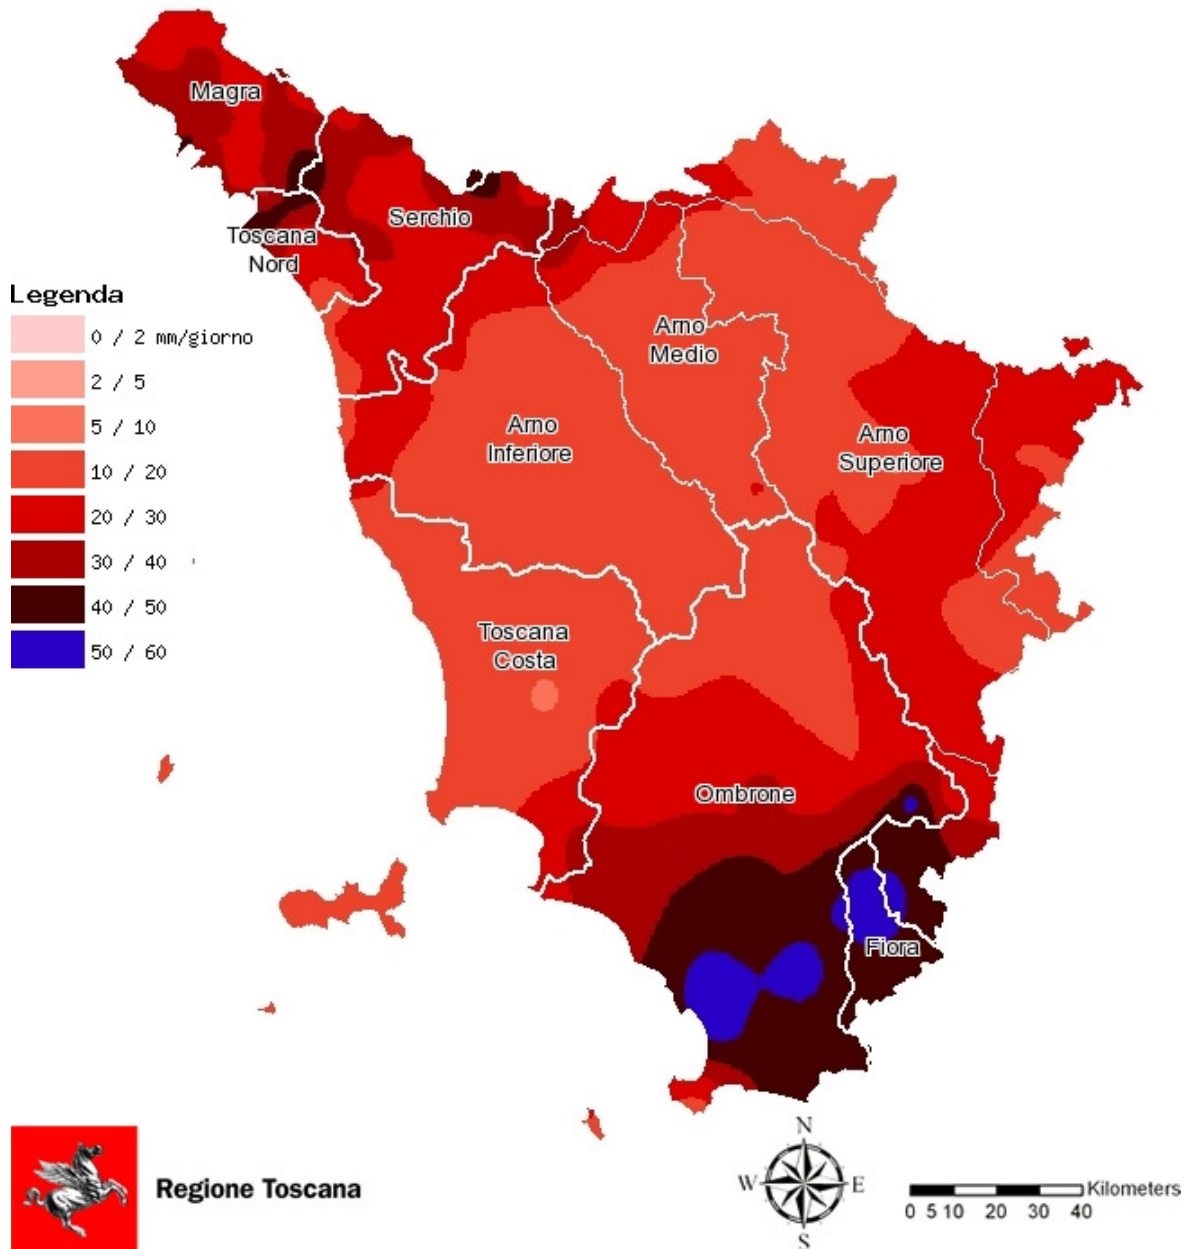 Magra
Serchio
Toscana
Nord
Legenda
0 / 2 mm/giorno
2 / 5
5 / 10
10 / 20
20 / 30
30 / 40
40 / 50
50 / 60
Arno
Medio
Arno
Inferiore
Arno
Superiore
Toscana
Costa
Ombrone
Fiora
Regione Toscana
N
W
E
S
Kilometers
0 5 10 20 30 40